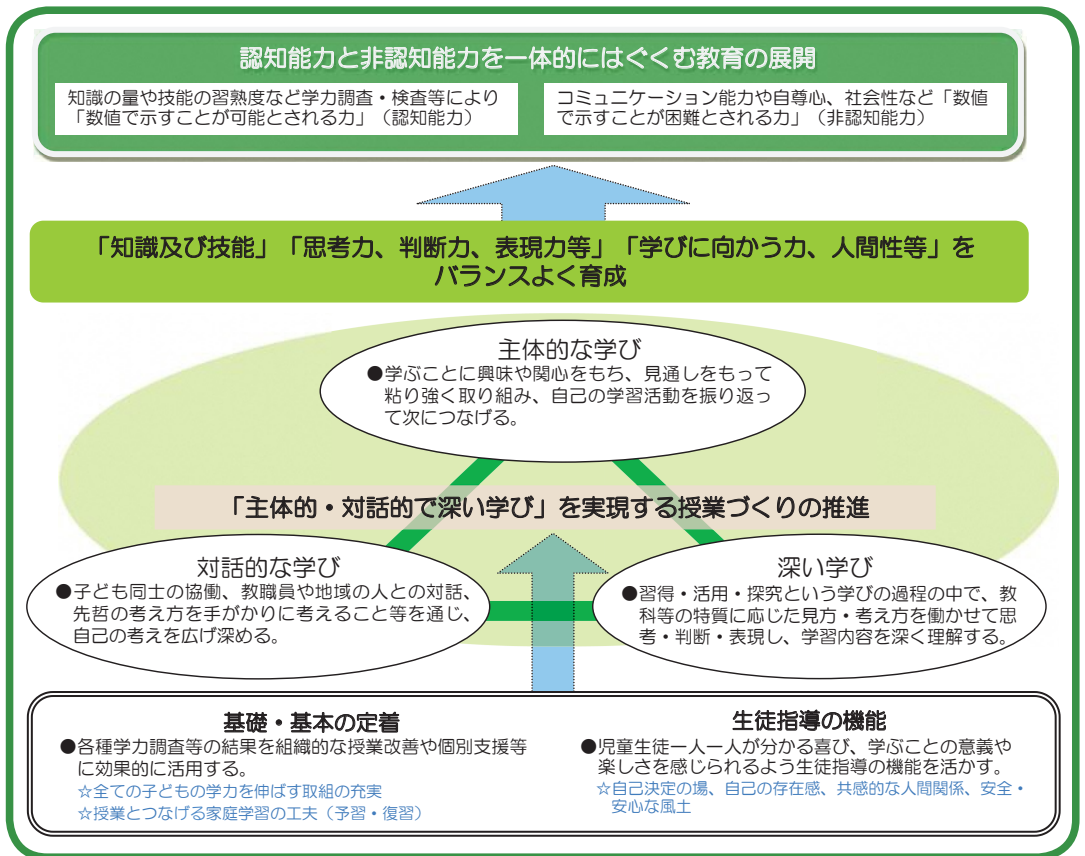 認知能力と非認知能力を一体的にはぐくむ教育の展開
知識の量や技能の習熟度など学力調査・検査等により
「数値で示すことが可能とされる力」（認知能力）
コミュニケーション能力や自尊心、社会性など「数値
で示すことが困難とされる力」（非認知能力）
「知識及び技能」「思考力、判断力、表現力等」「学びに向かう力、人間性等」を
バランスよく育成
主体的な学び
●学ぶことに興味や関心をもち、見通しをもって
粘り強く取り組み、自己の学習活動を振り返っ
て次につなげる。
「主体的・対話的で深い学び」を実現する授業づくりの推進
対話的な学び
●子ども同士の協働、教職員や地域の人との対話、
先哲の考え方を手がかりに考えること等を通じ、
自己の考えを広げ深める。
深い学び
●習得・活用・探究という学びの過程の中で、教
科等の特質に応じた見方・考え方を働かせて思
考・判断・表現し、学習内容を深く理解する。
基礎・基本の定着
●各種学力調査等の結果を組織的な授業改善や個別支援等
に効果的に活用する。
☆全ての子どもの学力を伸ばす取組の充実
☆授業とつなげる家庭学習の工夫（予習・復習）
生徒指導の機能
●児童生徒一人一人が分かる喜び、学ぶことの意義や
楽しさを感じられるよう生徒指導の機能を活かす。
☆自己決定の場、自己の存在感、共感的な人間関係、安全・
安心な風土